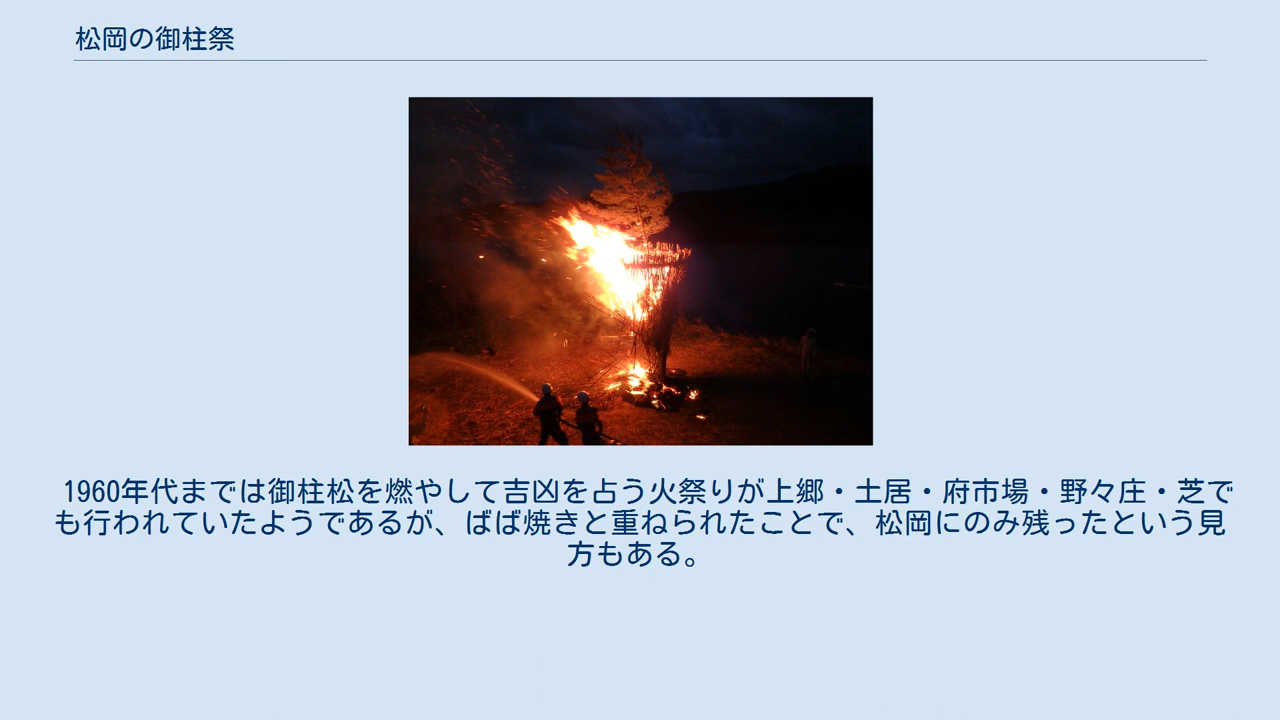 松岡の御柱祭
1960年代までは御柱松を燃やして吉凶を占う火祭りが上郷・土居・府市場・野々庄・芝で
も行われていたようであるが、ばば焼きと重ねられたことで、松岡にのみ残ったという見
方もある。